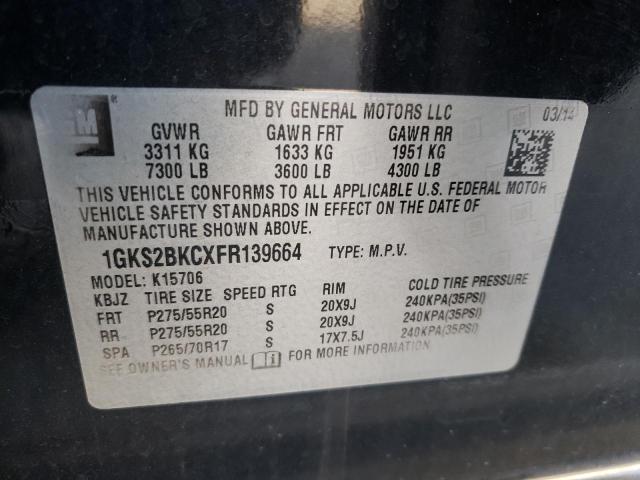 GM
MFD BY GENERAL MOTORS LLC 03/14
GVWR GAWR FRT GAWR RR
3311 KG 1633 KG 1951 KG
7300 LB 3600 LB 4300 LB
THIS VEHICLE CONFORMS TO ALL APPLICABLE U.S. FEDERAL MOTOR
VEHICLE SAFETY STANDARDS IN EFFECT ON THE DATE OF
MANUFACTURE SHOWN ABOVE.
1GKS2BKCXFR139664 TYPE: M.P.V.
MODEL: K15706
KBJZ TIRE SIZE SPEED RTG RIM COLD TIRE PRESSURE
FRT P275/55R20 S 20X9J 240KPA(35PSI)
RR P275/55R20 S 20X9J 240KPA(35PSI)
SPA P265/70R17 S 17X7.5J 240KPA(35PSI)
SEE OWNER'S MANUAL FOR MORE INFORMATION